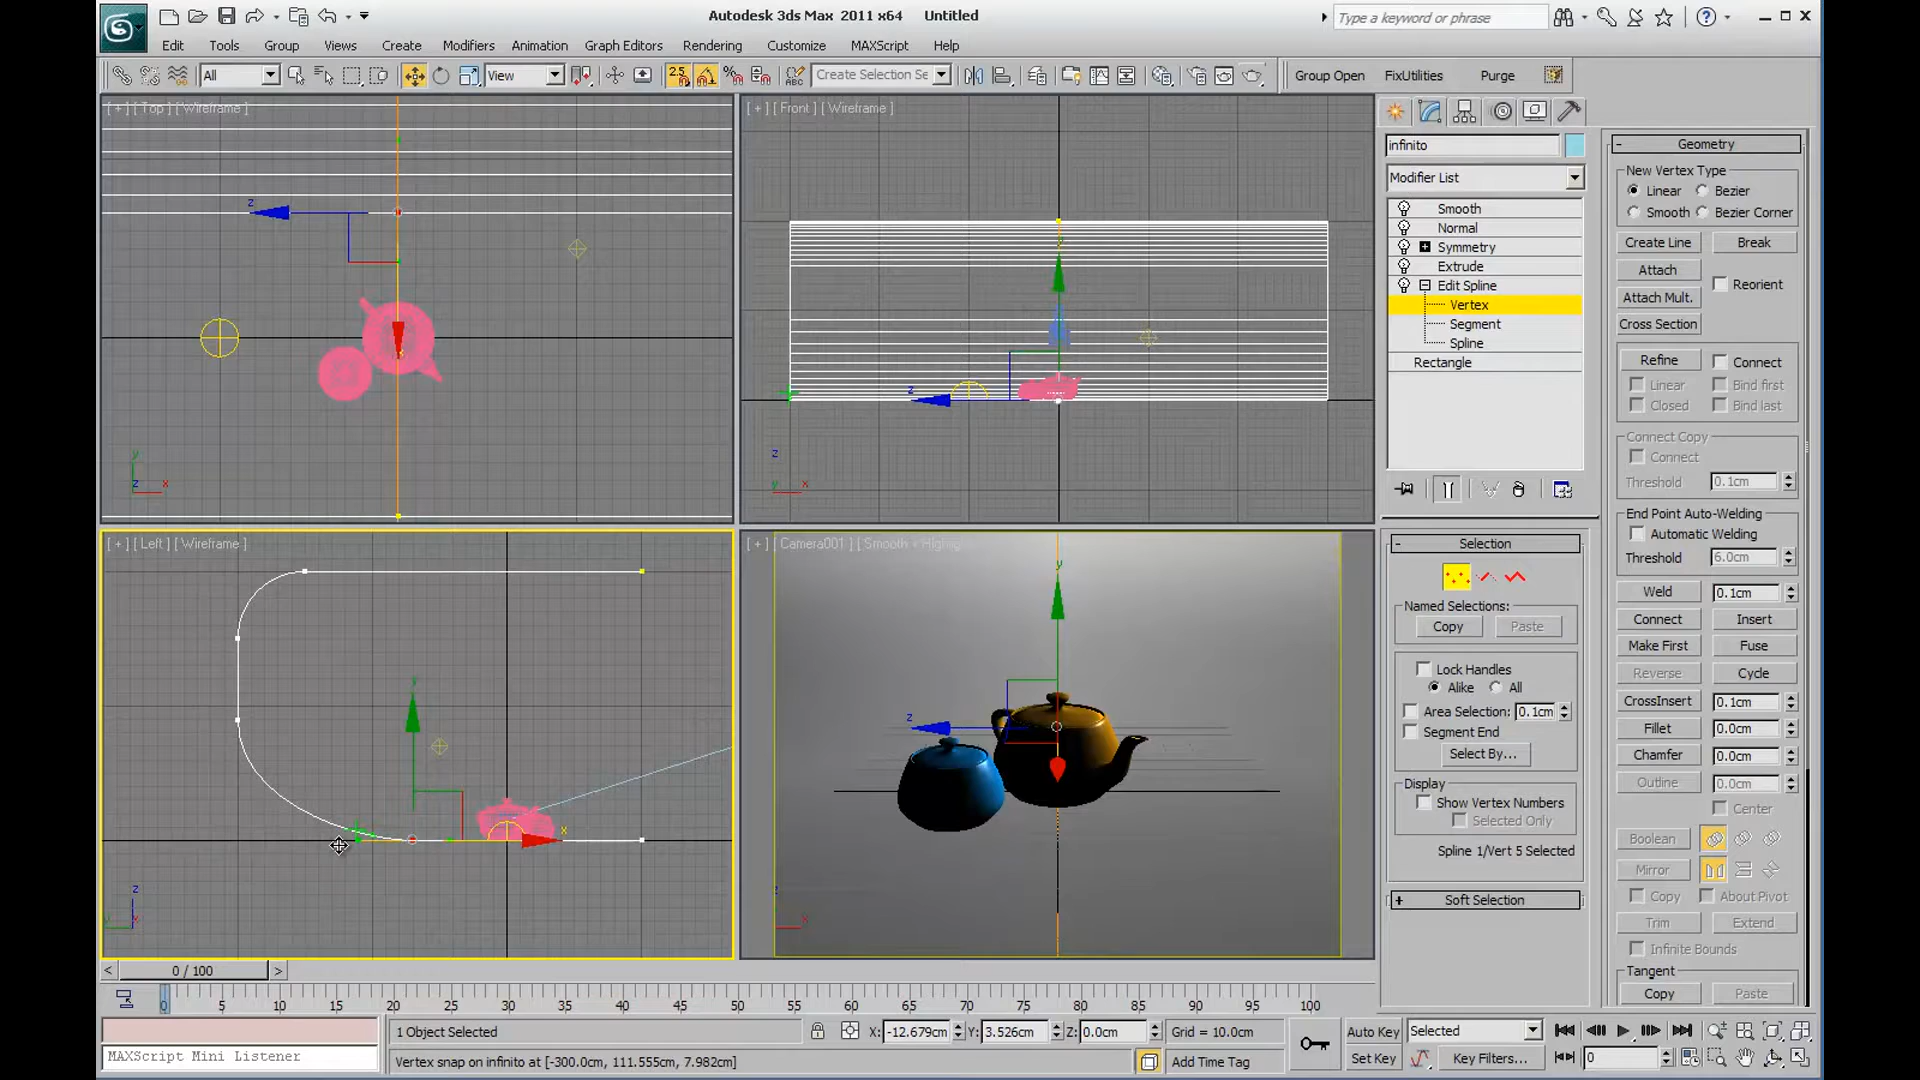 Autodesk 3ds Max 2011 x64 Untitled
Type a keyword or phrase
Edit Tools Group Views Create Modifiers Animation Graph Editors Rendering Customize MAXScript Help
All View 2.5 ABC Create Selection Se Group Open FixUtilities Purge
[ + ] [ Top ] [ Wireframe ]
[ + ] [ Front ] [ Wireframe ]
[ + ] [ Left ] [ Wireframe ]
[ + ] [ Camera001 ] [ Smooth + Highlig
infinito
Modifier List
Smooth
Normal
Symmetry
Extrude
Edit Spline
Vertex
Segment
Spline
Rectangle
Selection
Named Selections:
Copy Paste
Lock Handles
Alike All
Area Selection: 0.1cm
Segment End
Select By...
Display
Show Vertex Numbers
Selected Only
Spline 1/Vert 5 Selected
Soft Selection
Geometry
New Vertex Type
Linear Bezier
Smooth Bezier Corner
Create Line Break
Attach
Reorient
Attach Mult.
Cross Section
Refine Connect
Linear Bind first
Closed Bind last
Connect Copy
Connect
Threshold 0.1cm
End Point Auto-Welding
Automatic Welding
Threshold 6.0cm
Weld 0.1cm
Connect Insert
Make First Fuse
Reverse Cycle
CrossInsert 0.1cm
Fillet 0.0cm
Chamfer 0.0cm
Outline 0.0cm
Center
Boolean
Mirror
Copy About Pivot
Trim Extend
Infinite Bounds
Tangent
Copy Paste
< 0 / 100 >
0 5 10 15 20 25 30 35 40 45 50 55 60 65 70 75 80 85 90 95 100
1 Object Selected X: -12.679cm Y: 3.526cm Z: 0.0cm Grid = 10.0cm Auto Key Selected
MAXScript Mini Listener Vertex snap on infinito at [-300.0cm, 111.555cm, 7.982cm] Add Time Tag Set Key Key Filters... 0